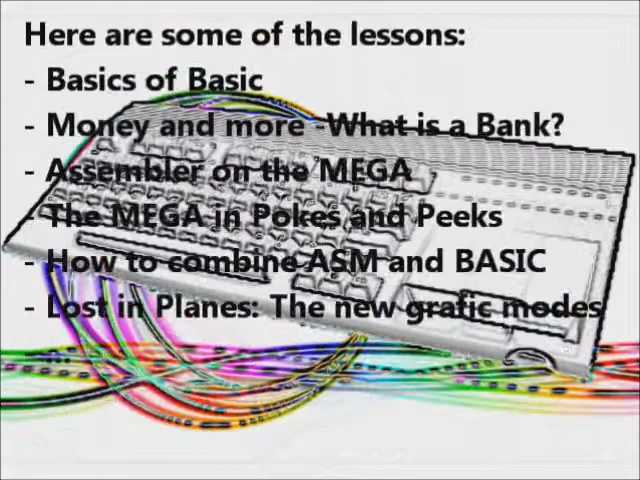 Here are some of the lessons:
- Basics of Basic
- Money and more -What is a Bank?
- Assembler on the MEGA
- The MEGA in Pokes and Peeks
- How to combine ASM and BASIC
- Lost in Planes: The new grafic modes